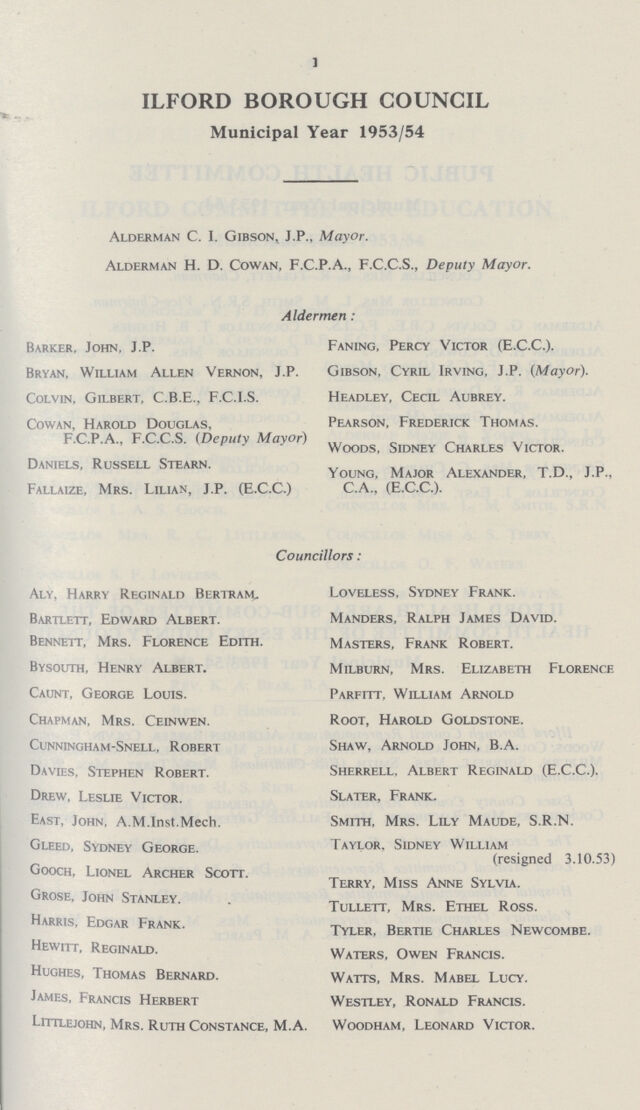 1
ILFORD BOROUGH COUNCIL
Municipal Year 1953/54
ALDERMAN C. I. GIBSON, J.P., Mayor.
ALDERMAN H. D. COWAN, F.C.P.A., F.C.C.S., Deputy Mayor.
Aldermen :
BARKER, JOHN, J.P.
BRYAN, WILLIAM ALLEN VERNON, J.P.
COLVIN, GILBERT, C.B.E., F.C.I.S.
COWAN, HAROLD DOUGLAS,
F.C.P.A., F.C.C.S. (Deputy Mayor)
DANIELS, RUSSELL STEARN.
FALLAIZE, MRS. LILIAN, J.P. (E.C.C.)
FANING, PERCY VICTOR (E.C.C.).
GIBSON, CYRIL IRVING, J.P. (Mayor).
HEADLEY, CECIL AUBREY.
PEARSON, FREDERICK THOMAS.
WOODS, SIDNEY CHARLES VICTOR.
YOUNG, MAJOR ALEXANDER, T.D., J.P.,
C.A., (E.C.C.).
Councillors :
ALY, HARRY REGINALD BERTRAM.
BARTLETT, EDWARD ALBERT.
BENNETT, MRS. FLORENCE EDITH.
BYSOUTH, HENRY ALBERT.
CAUNT, GEORGE LOUIS.
CHAPMAN, MRS. CEINWEN.
CUNNINGHAM-SNELL, ROBERT
DAVIES, STEPHEN ROBERT.
DREW, LESLIE VICTOR.
EAST, JOHN, A.M.Inst.Mech.
GLEED, SYDNEY GEORGE.
GOOCH, LIONEL ARCHER SCOTT.
GROSE, JOHN STANLEY.
HARRIS, EDGAR FRANK.
HEWITT, REGINALD.
HUGHES, THOMAS BERNARD.
JAMES, FRANCIS HERBERT
LITTLEJOHN, MRS. RUTH CONSTANCE, M.A.
LOVELESS, SYDNEY FRANK.
MANDERS, RALPH JAMES DAVID.
MASTERS, FRANK ROBERT.
MILBURN, MRS. ELIZABETH FLORENCE
PARFITT, WILLIAM ARNOLD
ROOT, HAROLD GOLDSTONE.
SHAW, ARNOLD JOHN, B.A.
SHERRELL, ALBERT REGINALD (E.C.C.).
SLATER, FRANK.
SMITH, MRS. LILY MAUDE, S.R.N.
TAYLOR, SIDNEY WILLIAM
(resigned 3.10.53)
TERRY, MISS ANNE SYLVIA.
TULLETT, MRS. ETHEL ROSS.
TYLER, BERTIE CHARLES NEWCOMBE.
WATERS, OWEN FRANCIS.
WATTS, MRS. MABEL LUCY.
WESTLEY, RONALD FRANCIS.
WOODHAM, LEONARD VICTOR.